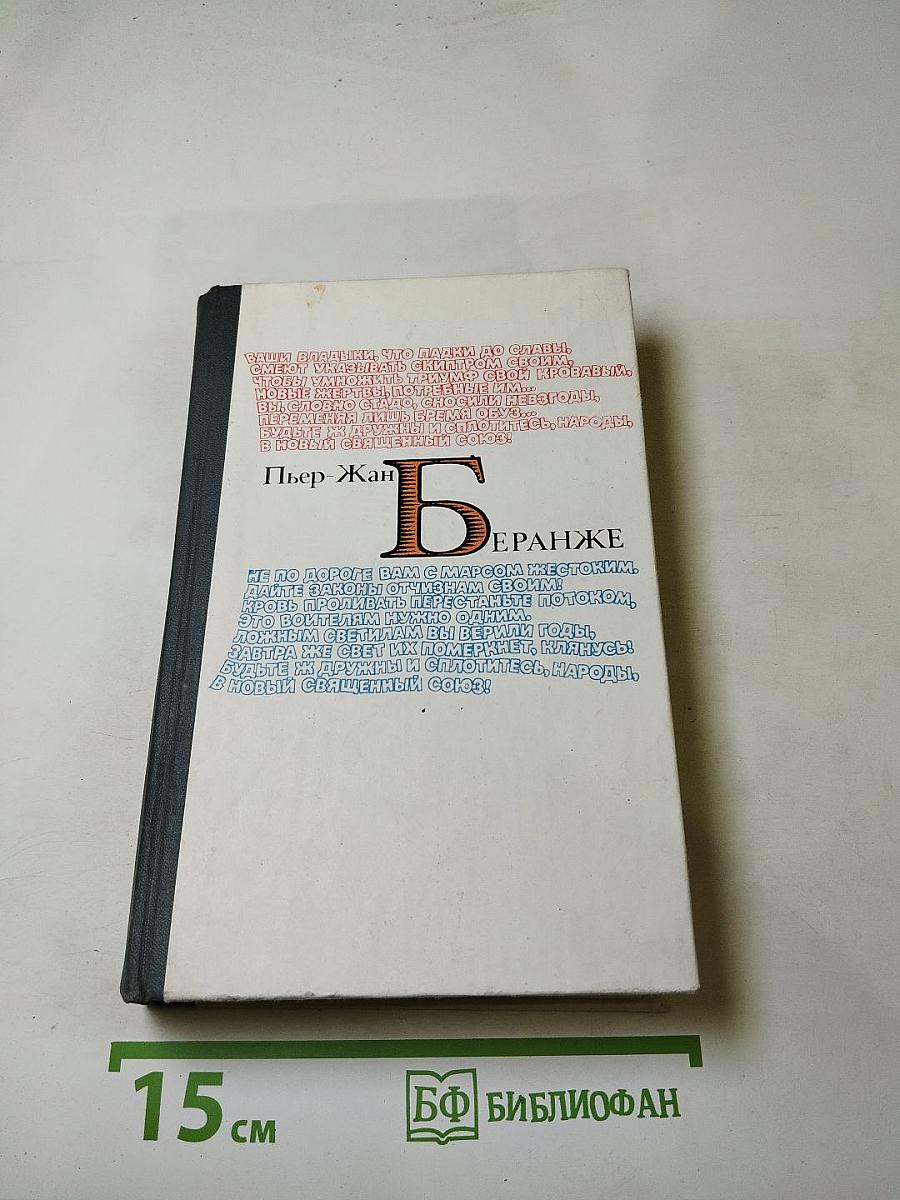 ВАШИ ВЛАДЫКИ, ЧТО ПАДКИ ДО СЛАВЫ,
СМЕЮТ УКАЗЫВАТЬ СКИПТРОМ СВОИМ,
ЧТОБЫ УМНОЖИТЬ ТРИУМФ СВОЙ КРОВАВЫЙ,
НОВЫЕ ЖЕРТВЫ, ПОТРЕБНЫЕ ИМ...
ВЫ, СЛОВНО СТАДО, СНОСИЛИ НЕВЗГОДЫ,
ПЕРЕМЕНЯЯ ЛИШЬ БРЕМЯ ОБУЗ...
БУДЬТЕ Ж ДРУЖНЫ И СПЛОТИТЕСЬ, НАРОДЫ,
В НОВЫЙ СВЯЩЕННЫЙ СОЮЗ!
Пьер-Жан
БЕРАНЖЕ
НЕ ПО ДОРОГЕ ВАМ С МАРСОМ ЖЕСТОКИМ.
ДАЙТЕ ЗАКОНЫ ОТЧИЗНАМ СВОИМ!
КРОВЬ ПРОЛИВАТЬ ПЕРЕСТАНЬТЕ ПОТОКОМ,
ЭТО ВОИТЕЛЯМ НУЖНО ОДНИМ.
ЛОЖНЫМ СВЕТИЛАМ ВЫ ВЕРИЛИ ГОДЫ,
ЗАВТРА ЖЕ СВЕТ ИХ ПОМЕРКНЕТ, КЛЯНУСЬ!
БУДЬТЕ Ж ДРУЖНЫ И СПЛОТИТЕСЬ, НАРОДЫ,
В НОВЫЙ СВЯЩЕННЫЙ СОЮЗ!
15 см
БФ БИБЛИОФАН